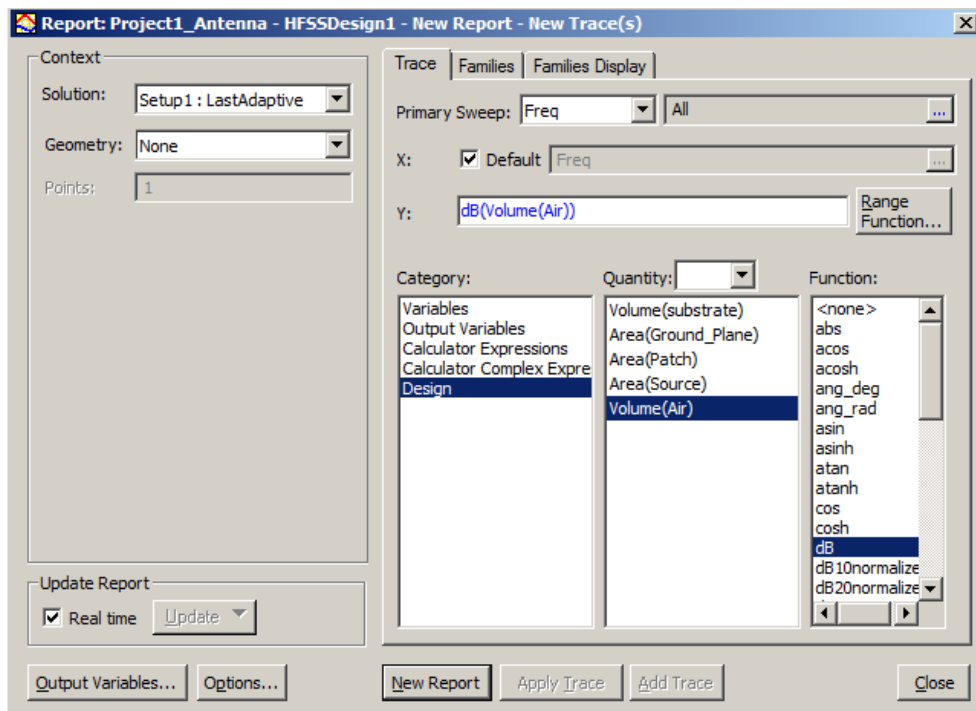 Report: Project1_Antenna - HFSSDesign1 - New Report - New Trace(s)
Context
Solution: Setup1 : LastAdaptive
Geometry: None
Points: 1
Update Report
Real time Update
Output Variables... Options...
Trace Families Families Display
Primary Sweep: Freq All ...
X: Default Freq ...
Y: dB(Volume(Air)) Range
Function...
Category:
Variables
Output Variables
Calculator Expressions
Calculator Complex Expre
Design
Quantity:
Volume(substrate)
Area(Ground_Plane)
Area(Patch)
Area(Source)
Volume(Air)
Function:
<none>
abs
acos
acosh
ang_deg
ang_rad
asin
asinh
atan
atanh
cos
cosh
dB
dB10normalize
dB20normalize
New Report Apply Trace Add Trace Close